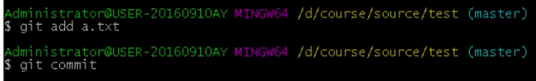 Administrator@USER-20160910AY MINGW64 /d/course/source/test (master)
$ git add a.txt
Administrator@USER-20160910AY MINGW64 /d/course/source/test (master)
$ git commit